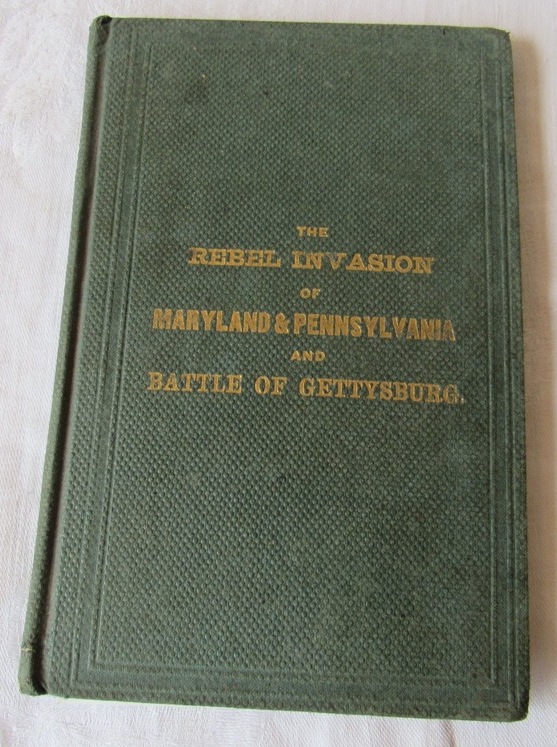 THE
REBEL INVASION
OF
MARYLAND & PENNSYLVANIA
AND
BATTLE OF GETTYSBURG.